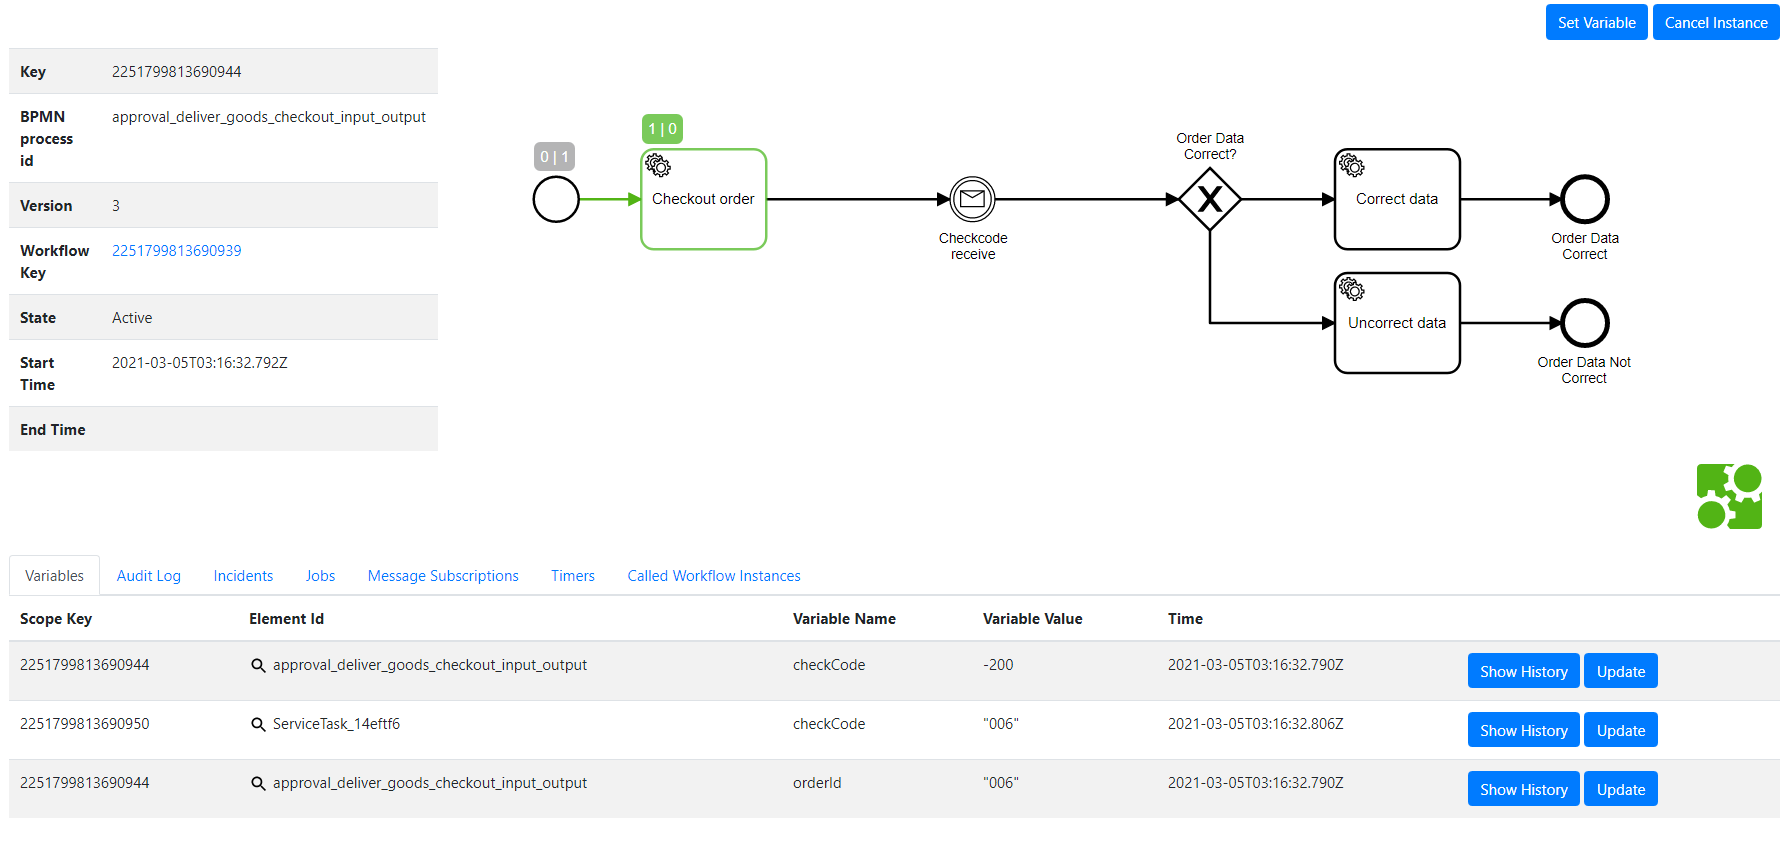 Set Variable Cancel Instance
Key 2251799813690944
BPMN process id approval_deliver_goods_checkout_input_output
Version 3
Workflow Key 2251799813690939
State Active
Start Time 2021-03-05T03:16:32.792Z
End Time
0 | 1
1 | 0
Checkout order
Checkcode
receive
Order Data
Correct?
Correct data
Order Data
Correct
Uncorrect data
Order Data Not
Correct
Variables Audit Log Incidents Jobs Message Subscriptions Timers Called Workflow Instances
Scope Key Element Id Variable Name Variable Value Time
2251799813690944 approval_deliver_goods_checkout_input_output checkCode -200 2021-03-05T03:16:32.790Z Show History Update
2251799813690950 ServiceTask_14eftf6 checkCode "006" 2021-03-05T03:16:32.806Z Show History Update
2251799813690944 approval_deliver_goods_checkout_input_output orderId "006" 2021-03-05T03:16:32.790Z Show History Update